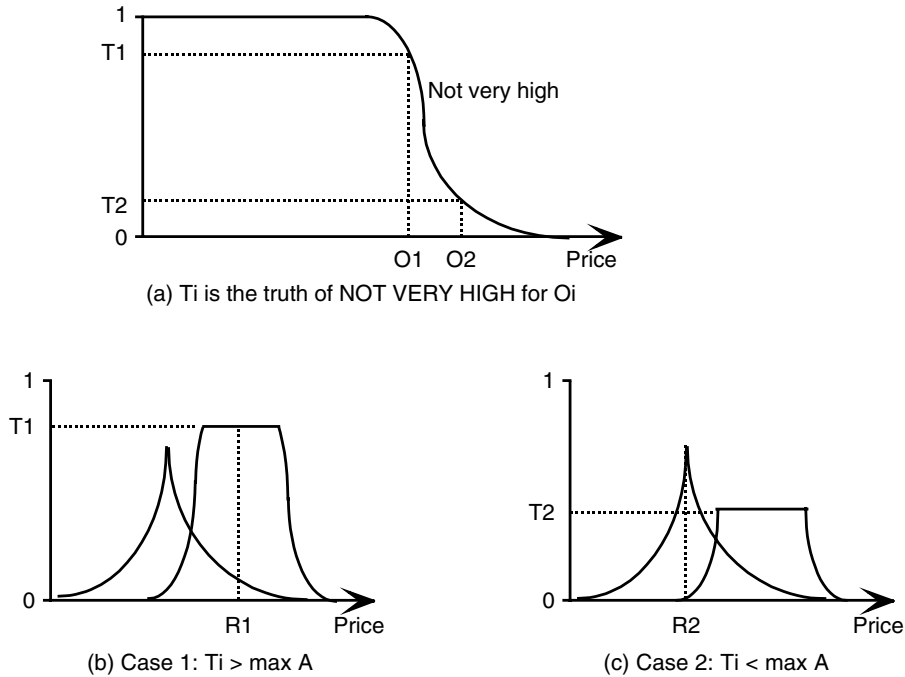 1
T1
Not very high
T2
0
O1 O2 Price
(a) Ti is the truth of NOT VERY HIGH for Oi
1
T1
0
R1 Price
(b) Case 1: Ti > max A
1
T2
0
R2 Price
(c) Case 2: Ti < max A